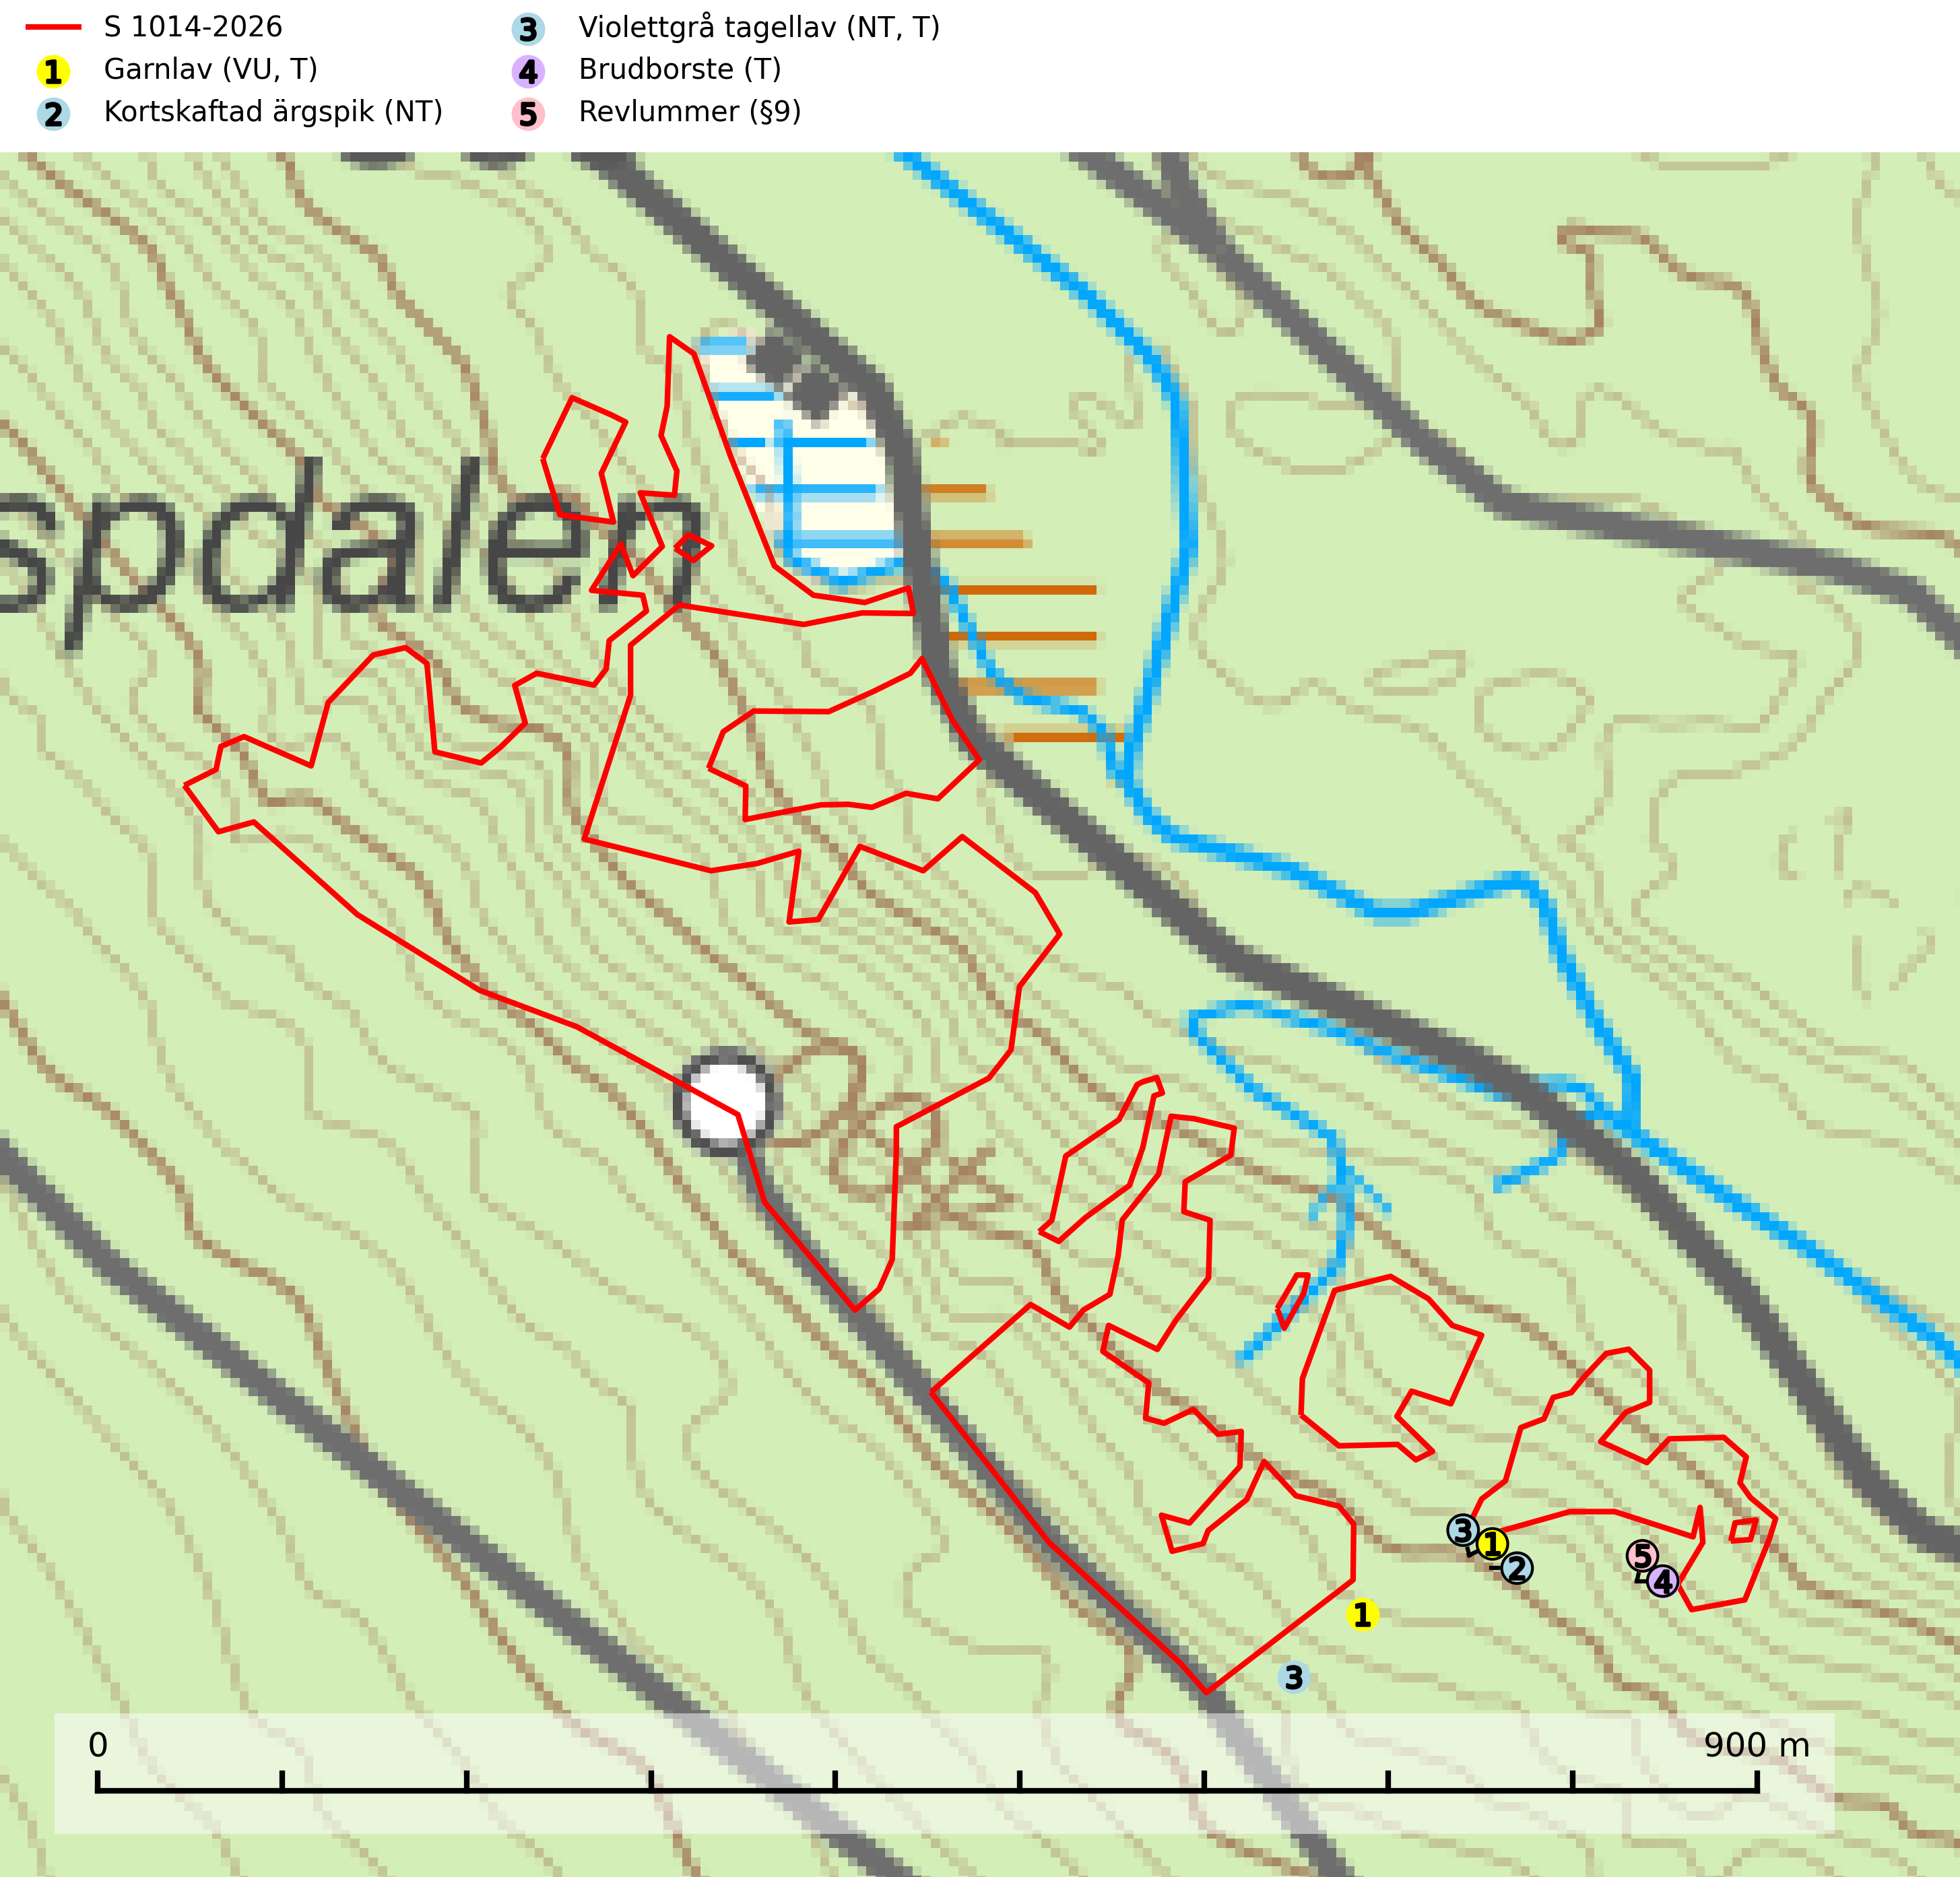 S 1014-2026
1 Garnlav (VU, T)
2 Kortskaftad ärgspik (NT)
3 Violettgrå tagellav (NT, T)
4 Brudborste (T)
5 Revlummer (§9)
spdalen
3
1
2
5
4
1
3
0 900 m